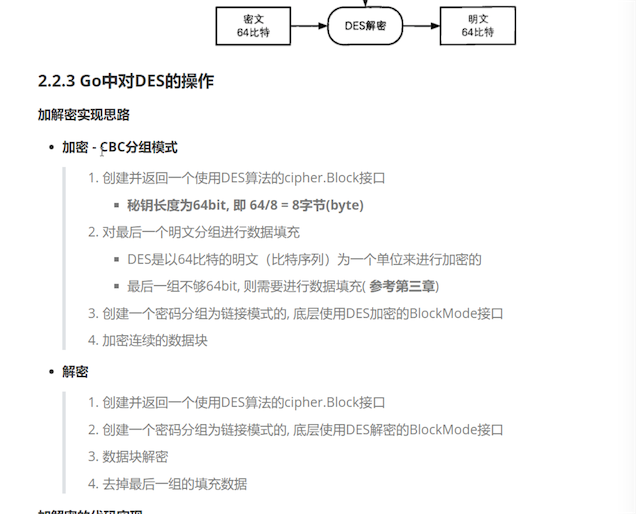 密文
64比特
DES解密
明文
64比特
2.2.3 Go中对DES的操作
加解密实现思路
加密 - CBC分组模式
1. 创建并返回一个使用DES算法的cipher.Block接口
秘钥长度为64bit, 即 64/8 = 8字节(byte)
2. 对最后一个明文分组进行数据填充
DES是以64比特的明文（比特序列）为一个单位来进行加密的
最后一组不够64bit, 则需要进行数据填充( 参考第三章)
3. 创建一个密码分组为链接模式的, 底层使用DES加密的BlockMode接口
4. 加密连续的数据块
解密
1. 创建并返回一个使用DES算法的cipher.Block接口
2. 创建一个密码分组为链接模式的, 底层使用DES解密的BlockMode接口
3. 数据块解密
4. 去掉最后一组的填充数据
加解密的代码实现